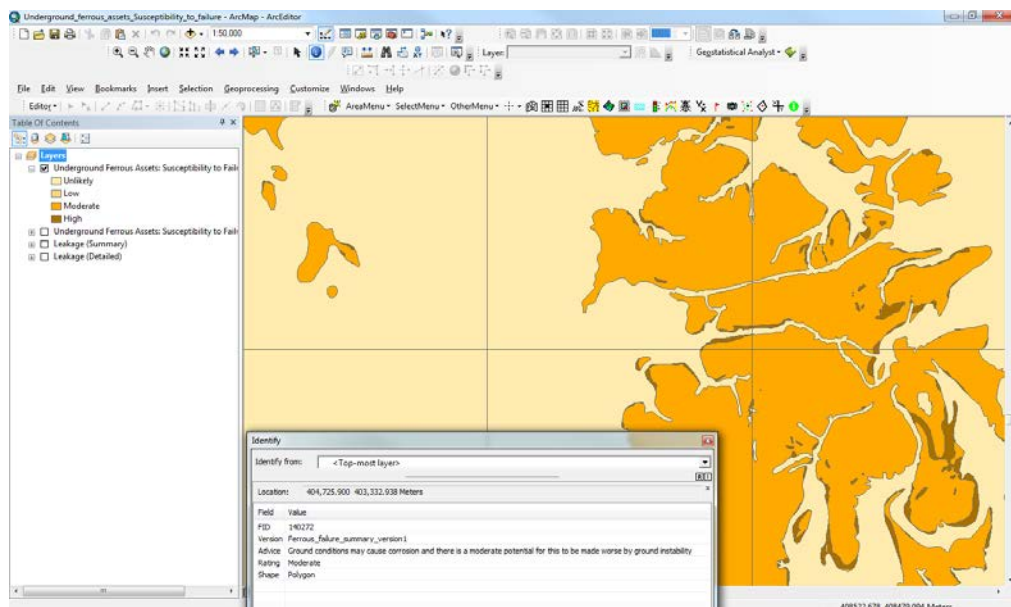 Underground_ferrous_assets_Susceptibility_to_failure - ArcMap - ArcEditor
1:50,000
Layer:
Geostatistical Analyst
File Edit View Bookmarks Insert Selection Geoprocessing Customize Windows Help
Editor AreaMenu SelectMenu OtherMenu
Table Of Contents
Layers
Underground Ferrous Assets: Susceptibility to Failu
Unlikely
Low
Moderate
High
Underground Ferrous Assets: Susceptibility to Failu
Leakage (Summary)
Leakage (Detailed)
Identify
Identify from: <Top-most layer>
Location: 404,725.900 403,332.938 Meters
Field Value
FID 140272
Version Ferrous_failure_summary_version1
Advice Ground conditions may cause corrosion and there is a moderate potential for this to be made worse by ground instability
Rating Moderate
Shape Polygon